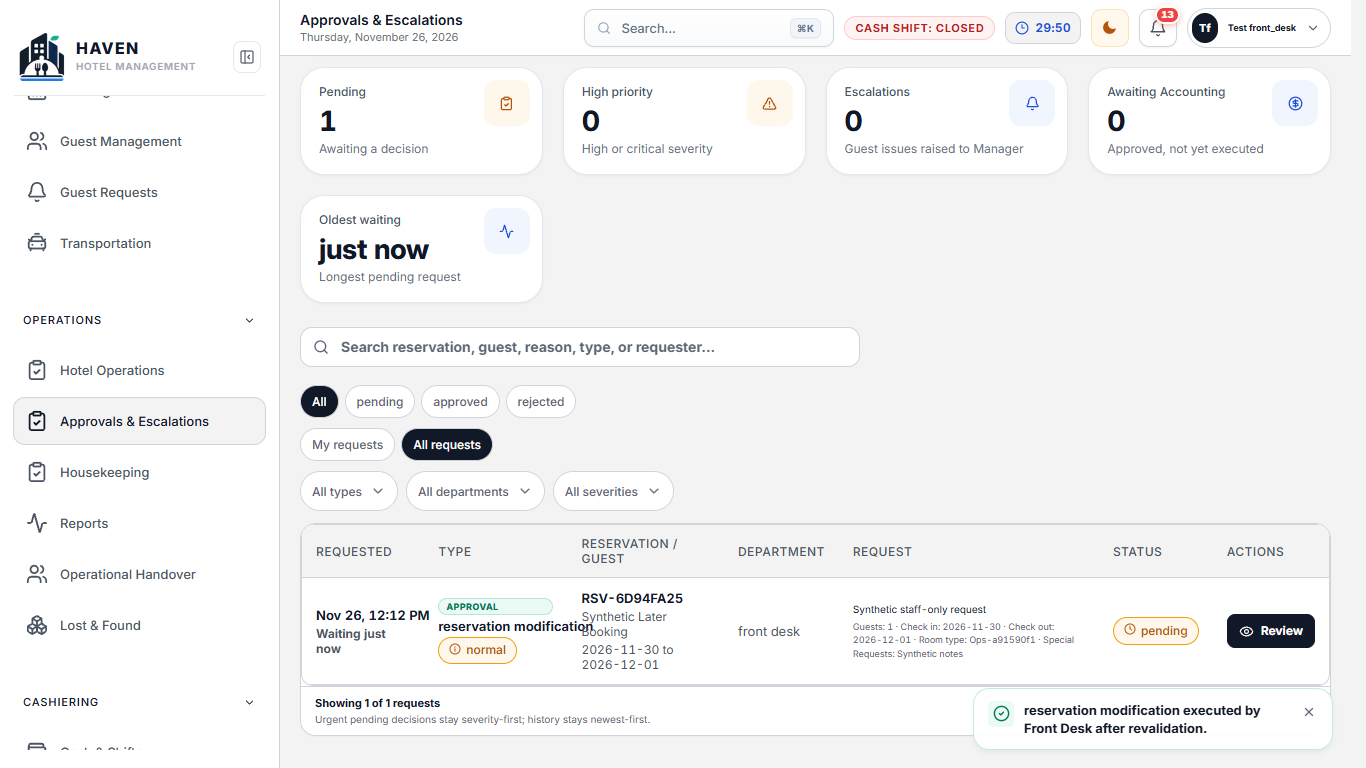 HAVEN
HOTEL MANAGEMENT
Guest Management
Guest Requests
Transportation
OPERATIONS
Hotel Operations
Approvals & Escalations
Housekeeping
Reports
Operational Handover
Lost & Found
CASHIERING
Approvals & Escalations
Thursday, November 26, 2026
Search...
⌘K
CASH SHIFT: CLOSED
29:50
13
Tf
Test front_desk
Pending
1
Awaiting a decision
High priority
0
High or critical severity
Escalations
0
Guest issues raised to Manager
Awaiting Accounting
0
Approved, not yet executed
Oldest waiting
just now
Longest pending request
Search reservation, guest, reason, type, or requester...
All
pending
approved
rejected
My requests
All requests
All types
All departments
All severities
REQUESTED
TYPE
RESERVATION /
GUEST
DEPARTMENT
REQUEST
STATUS
ACTIONS
Nov 26, 12:12 PM
Waiting just
now
APPROVAL
reservation modification
normal
RSV-6D94FA25
Synthetic Later
Booking
2026-11-30 to
2026-12-01
front desk
Synthetic staff-only request
Guests: 1 · Check in: 2026-11-30 · Check out:
2026-12-01 · Room type: Ops-a91590f1 · Special
Requests: Synthetic notes
pending
Review
Showing 1 of 1 requests
Urgent pending decisions stay severity-first; history stays newest-first.
reservation modification executed by
Front Desk after revalidation.